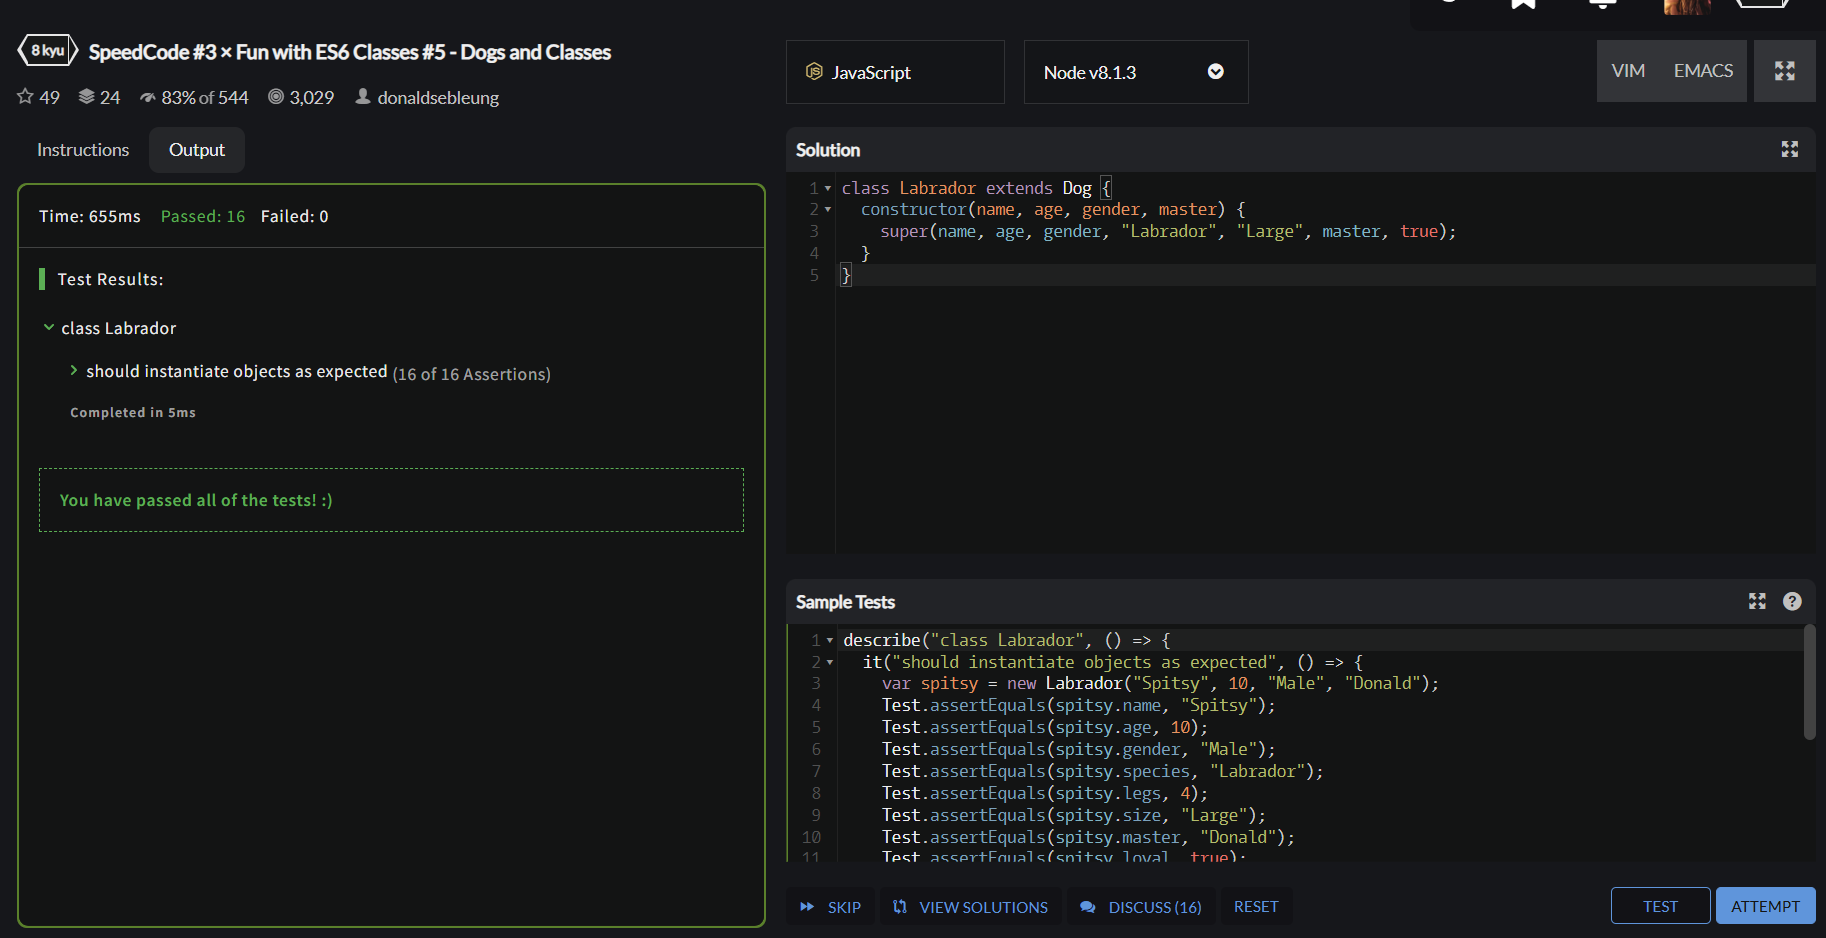 8 kyu SpeedCode #3 × Fun with ES6 Classes #5 - Dogs and Classes
49 24 83% of 544 3,029 donaldsebleung
Instructions Output
Time: 655ms Passed: 16 Failed: 0
Test Results:
class Labrador
should instantiate objects as expected (16 of 16 Assertions)
Completed in 5ms
You have passed all of the tests! :)
JS JavaScript Node v8.1.3 VIM EMACS
Solution
1 class Labrador extends Dog {
2 constructor(name, age, gender, master) {
3 super(name, age, gender, "Labrador", "Large", master, true);
4 }
5 }
Sample Tests ?
1 describe("class Labrador", () => {
2 it("should instantiate objects as expected", () => {
3 var spitsy = new Labrador("Spitsy", 10, "Male", "Donald");
4 Test.assertEquals(spitsy.name, "Spitsy");
5 Test.assertEquals(spitsy.age, 10);
6 Test.assertEquals(spitsy.gender, "Male");
7 Test.assertEquals(spitsy.species, "Labrador");
8 Test.assertEquals(spitsy.legs, 4);
9 Test.assertEquals(spitsy.size, "Large");
10 Test.assertEquals(spitsy.master, "Donald");
11 Test.assertEquals(spitsy.loyal, true);
SKIP VIEW SOLUTIONS DISCUSS (16) RESET TEST ATTEMPT